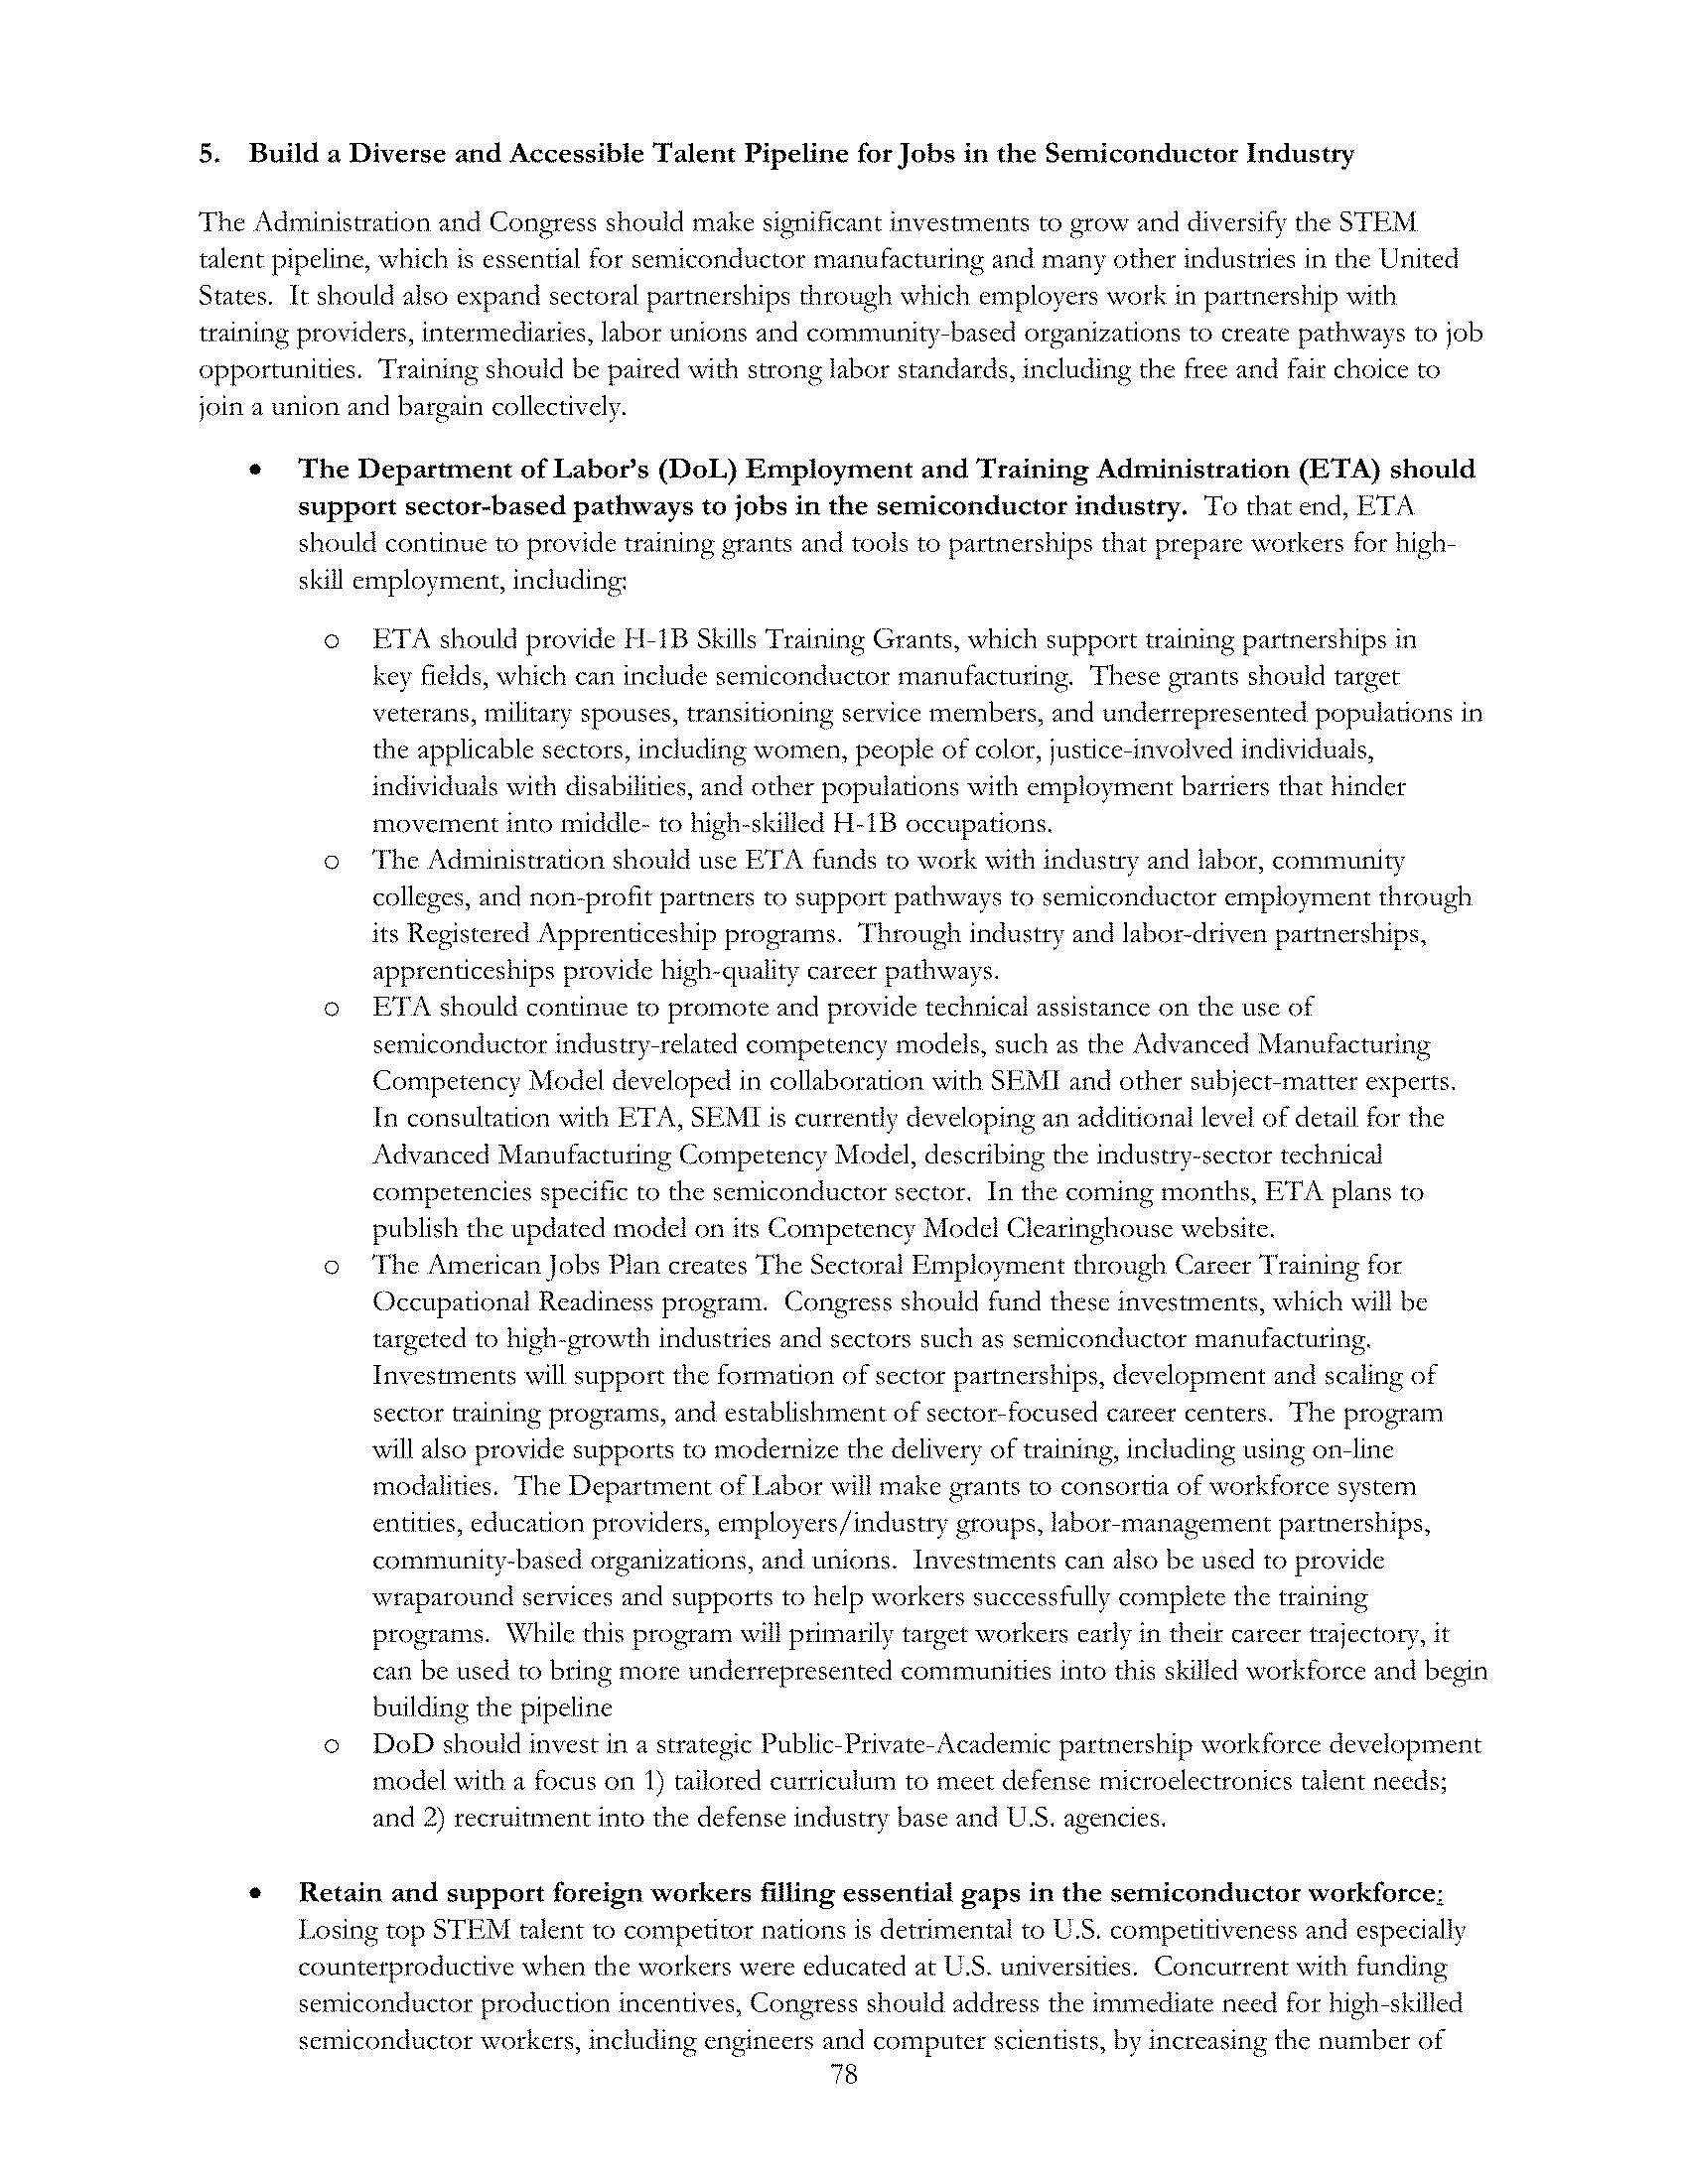 5. Build a Diverse and Accessible Talent Pipeline for Jobs in the Semiconductor Industry
The Administration and Congress should make significant investments to grow and diversify the STEM
talent pipeline, which is essential for semiconductor manufacturing and many other industries in the United
States. It should also expand sectoral partnerships through which employers work in partnership with
training providers, intermediaries, labor unions and community-based organizations to create pathways to job
opportunities. Training should be paired with strong labor standards, including the free and fair choice to
join a union and bargain collectively.
• The Department of Labor's (DoL) Employment and Training Administration (ETA) should
support sector-based pathways to jobs in the semiconductor industry. To that end, ETA
should continue to provide training grants and tools to partnerships that prepare workers for high-
skill employment, including:
o ETA should provide H-1B Skills Training Grants, which support training partnerships in
key fields, which can include semiconductor manufacturing. These grants should target
veterans, military spouses, transitioning service members, and underrepresented populations in
the applicable sectors, including women, people of color, justice-involved individuals,
individuals with disabilities, and other populations with employment barriers that hinder
movement into middle- to high-skilled H-1B occupations.
o The Administration should use ETA funds to work with industry and labor, community
colleges, and non-profit partners to support pathways to semiconductor employment through
its Registered Apprenticeship programs. Through industry and labor-driven partnerships,
apprenticeships provide high-quality career pathways.
o ETA should continue to promote and provide technical assistance on the use of
semiconductor industry-related competency models, such as the Advanced Manufacturing
Competency Model developed in collaboration with SEMI and other subject-matter experts.
In consultation with ETA, SEMI is currently developing an additional level of detail for the
Advanced Manufacturing Competency Model, describing the industry-sector technical
competencies specific to the semiconductor sector. In the coming months, ETA plans to
publish the updated model on its Competency Model Clearinghouse website.
o The American Jobs Plan creates The Sectoral Employment through Career Training for
Occupational Readiness program. Congress should fund these investments, which will be
targeted to high-growth industries and sectors such as semiconductor manufacturing.
Investments will support the formation of sector partnerships, development and scaling of
sector training programs, and establishment of sector-focused career centers. The program
will also provide supports to modernize the delivery of training, including using on-line
modalities. The Department of Labor will make grants to consortia of workforce system
entities, education providers, employers/industry groups, labor-management partnerships,
community-based organizations, and unions. Investments can also be used to provide
wraparound services and supports to help workers successfully complete the training
programs. While this program will primarily target workers early in their career trajectory, it
can be used to bring more underrepresented communities into this skilled workforce and begin
building the pipeline
o DoD should invest in a strategic Public-Private-Academic partnership workforce development
model with a focus on 1) tailored curriculum to meet defense microelectronics talent needs;
and 2) recruitment into the defense industry base and U.S. agencies.
• Retain and support foreign workers filling essential gaps in the semiconductor workforce:
Losing top STEM talent to competitor nations is detrimental to U.S. competitiveness and especially
counterproductive when the workers were educated at U.S. universities. Concurrent with funding
semiconductor production incentives, Congress should address the immediate need for high-skilled
semiconductor workers, including engineers and computer scientists, by increasing the number of
78